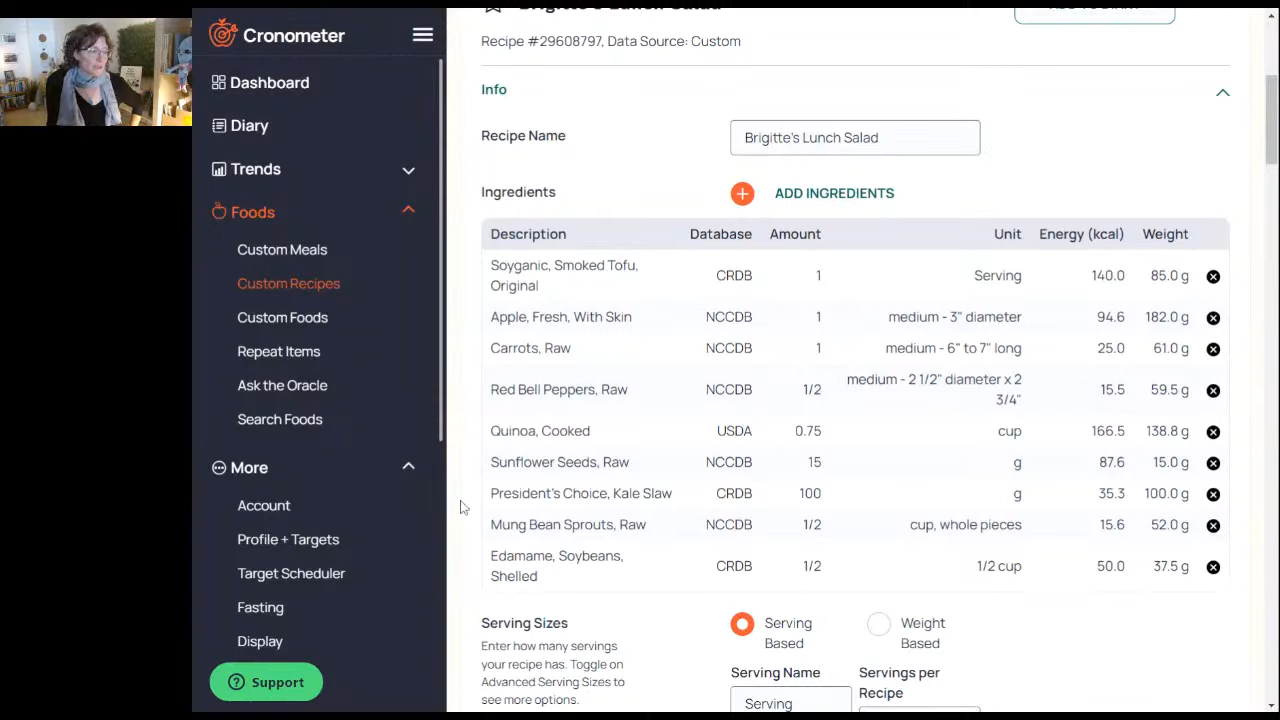 Brigitte's Lunch Salad
ADD TO DIARY
Cronometer
Recipe #29608797, Data Source: Custom
Dashboard
Info
Diary
Recipe Name
Brigitte's Lunch Salad
Trends
Ingredients
ADD INGREDIENTS
Foods
Description Database Amount Unit Energy (kcal) Weight
Custom Meals
Soyganic, Smoked Tofu,
Original
CRDB 1 Serving 140.0 85.0 g
Custom Recipes
Apple, Fresh, With Skin NCCDB 1 medium - 3" diameter 94.6 182.0 g
Custom Foods
Carrots, Raw NCCDB 1 medium - 6" to 7" long 25.0 61.0 g
Repeat Items
Red Bell Peppers, Raw NCCDB 1/2 medium - 2 1/2" diameter x 2
3/4" 15.5 59.5 g
Ask the Oracle
Quinoa, Cooked USDA 0.75 cup 166.5 138.8 g
Search Foods
Sunflower Seeds, Raw NCCDB 15 g 87.6 15.0 g
More
President's Choice, Kale Slaw CRDB 100 g 35.3 100.0 g
Account
Mung Bean Sprouts, Raw NCCDB 1/2 cup, whole pieces 15.6 52.0 g
Profile + Targets
Edamame, Soybeans,
Shelled
CRDB 1/2 1/2 cup 50.0 37.5 g
Target Scheduler
Fasting
Serving Sizes
Serving
Based
Weight
Based
Display
Enter how many servings
your recipe has. Toggle on
Advanced Serving Sizes to
see more options.
Serving Name
Servings per
Recipe
Support
Serving